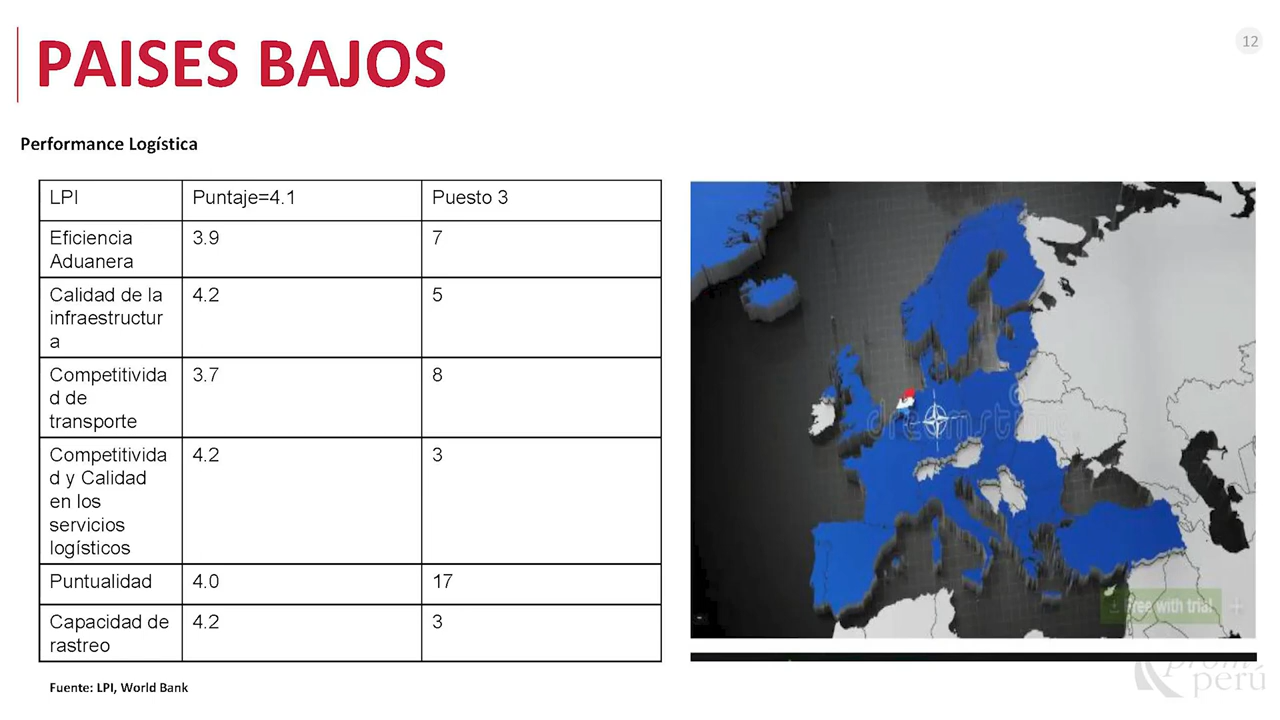 PAISES BAJOS
12
Performance Logística
LPI Puntaje=4.1 Puesto 3
Eficiencia 3.9 7
Aduanera
Calidad de la 4.2 5
infraestructur
a
Competitivida 3.7 8
d de
transporte
Competitivida 4.2 3
d y Calidad
en los
servicios
logísticos
Puntualidad 4.0 17
Capacidad de 4.2 3
rastreo
dreamstime
Free with trial
Fuente: LPI, World Bank
prom
perú